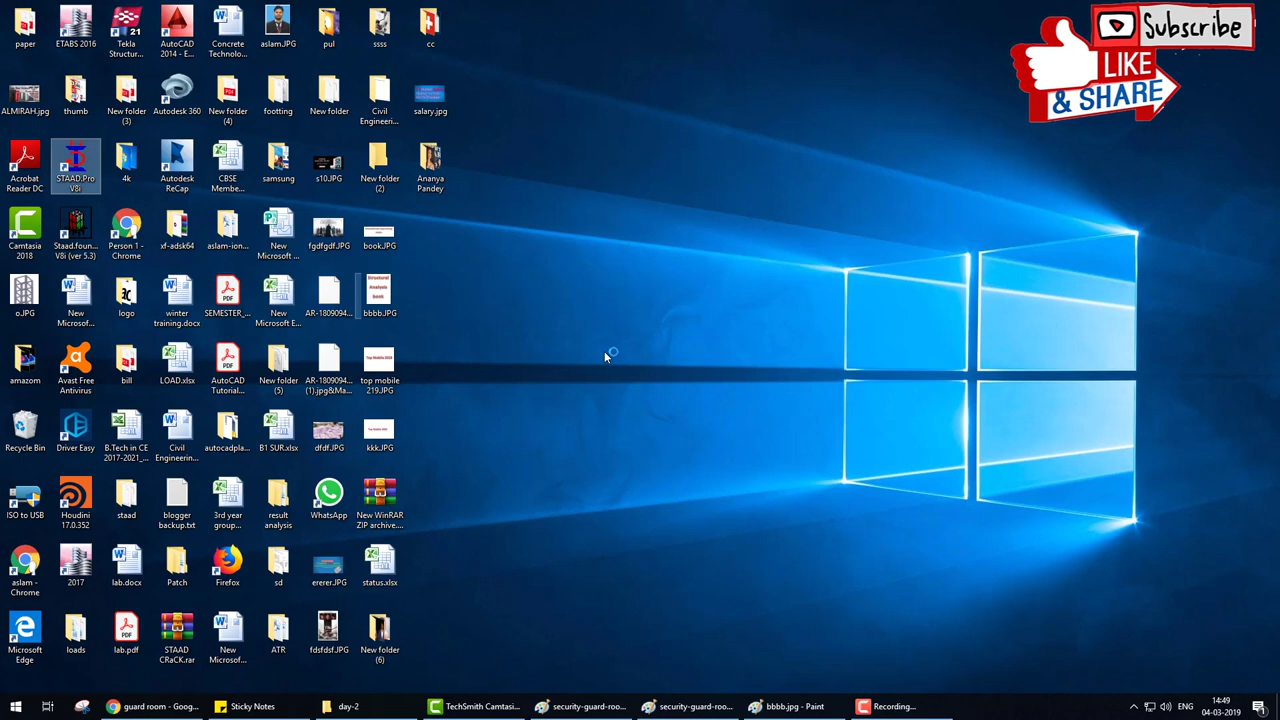 paper
ETABS 2016
Tekla
Structur...
AutoCAD
2014 - E...
Concrete
Technolo...
aslam.JPG
pul
ssss
cc
ALMIRAH.jpg
thumb
New folder
(3)
Autodesk 360
New folder
(4)
footting
New folder
Civil
Engineeri...
salary.jpg
Acrobat
Reader DC
STAAD.Pro
V8i
4k
Autodesk
ReCap
CBSE
Membe...
samsung
s10.JPG
New folder
(2)
Ananya
Pandey
Camtasia
2018
Staad.foun...
V8i (ver 5.3)
Person 1 -
Chrome
xf-adsk64
aslam-ion...
New
Microsoft ...
fgdfgdf.JPG
book.JPG
o.JPG
New
Microsof...
logo
winter
training.docx
SEMESTER_...
New
Microsoft E...
AR-1809094...
Structural
Analysis
book
bbbb.JPG
amazom
Avast Free
Antivirus
bill
LOAD.xlsx
AutoCAD
Tutorial...
New folder
(5)
AR-1809094...
(1).jpg&Ma...
Top Mobile 2019
top mobile
219.JPG
Recycle Bin
Driver Easy
B.Tech in CE
2017-2021_...
Civil
Engineerin...
autocadpla...
B1 SUR.xlsx
dfdf.JPG
kkk.JPG
ISO to USB
Houdini
17.0.352
staad
blogger
backup.txt
3rd year
group...
result
analysis
WhatsApp
New WinRAR
ZIP archive....
aslam -
Chrome
2017
lab.docx
Patch
Firefox
sd
ererer.JPG
status.xlsx
Microsoft
Edge
loads
lab.pdf
STAAD
CRaCK.rar
New
Microsof...
ATR
fdsfdsf.JPG
New folder
(6)
Subscribe
LIKE
& SHARE
guard room - Goog...
Sticky Notes
day-2
TechSmith Camtasi...
security-guard-roo...
security-guard-roo...
bbbb.jpg - Paint
Recording...
ENG
14:49
04-03-2019